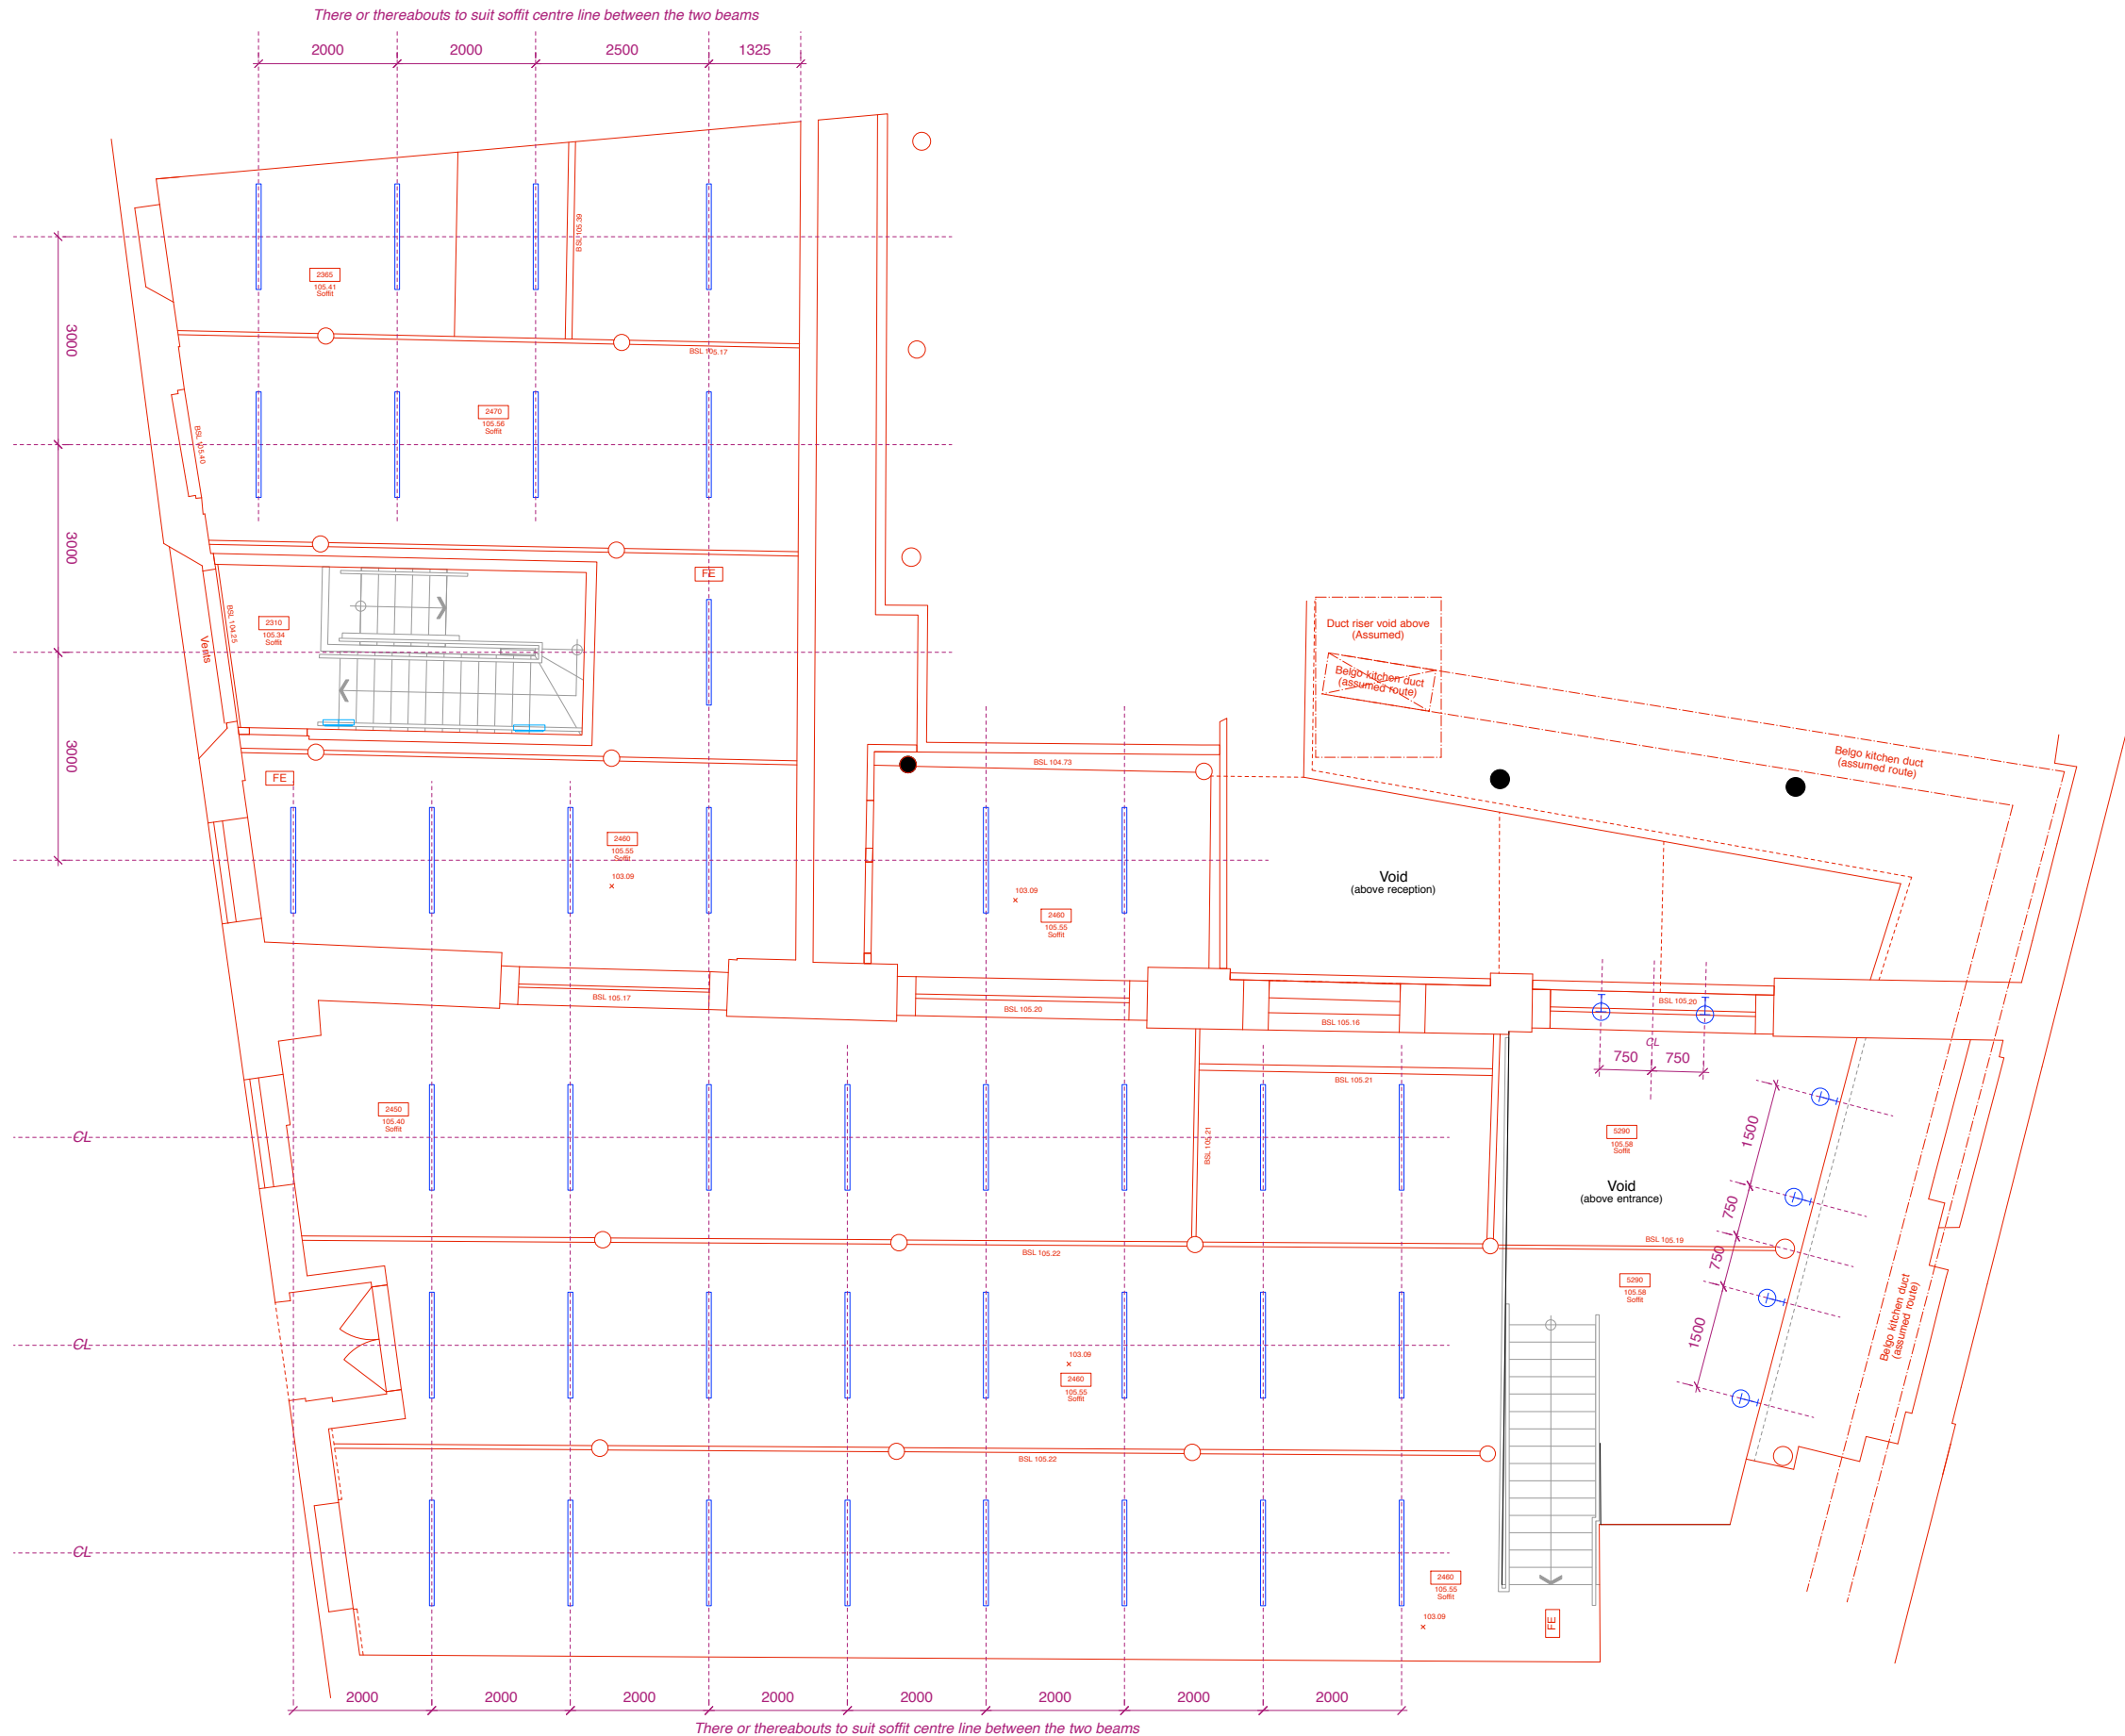 There or thereabouts to suit soffit centre line between the two beams
2000
2000
2500
1325
BSL 105.39
2365
105.41
Soffit
3000
BSL 105.17
2470
105.56
Soffit
BSL 105.40
3000
FE
2310
105.34
Soffit
BSL 104.25
Vents
Duct riser void above
(Assumed)
Belgo kitchen duct
(assumed route)
3000
FE
BSL 104.73
Belgo kitchen duct
(assumed route)
2460
105.55
Soffit
103.09
Void
(above reception)
103.09
2460
105.55
Soffit
BSL 105.17
BSL 105.20
BSL 105.16
BSL 105.20
CL
750
750
BSL 105.21
2450
105.40
Soffit
CL
BSL 105.21
5290
105.58
Soffit
1500
Void
(above entrance)
750
BSL 105.22
BSL 105.19
750
5290
105.58
Soffit
Belgo kitchen duct
(assumed route)
1500
CL
103.09
2460
105.55
Soffit
BSL 105.22
CL
2460
105.55
Soffit
103.09
FE
2000
2000
2000
2000
2000
2000
2000
2000
There or thereabouts to suit soffit centre line between the two beams